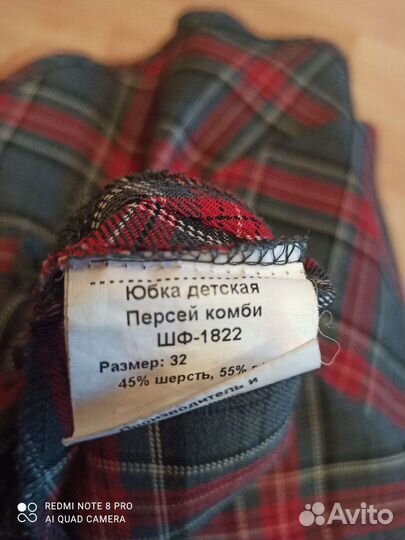 Юбка детская
Персей комби
ШФ-1822
Размер: 32
45% шерсть, 55%
Производитель и
REDMI NOTE 8 PRO
AI QUAD CAMERA
Avito